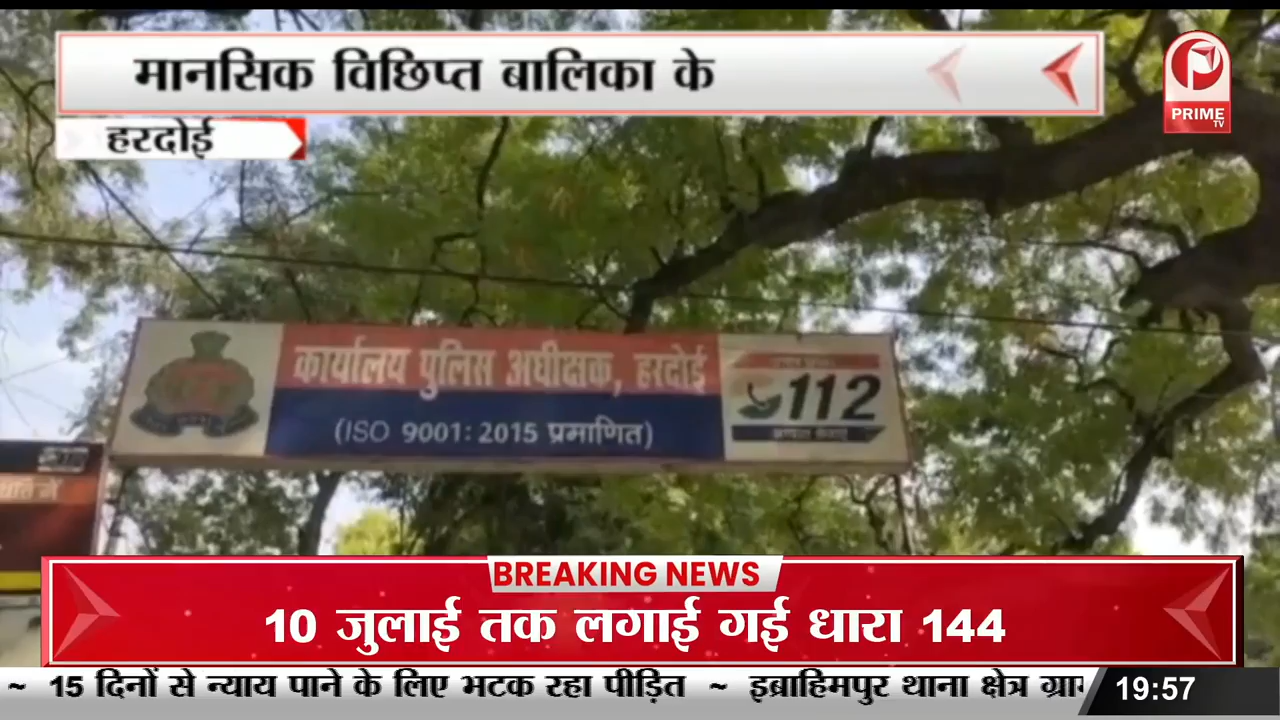 मानसिक विछिप्त बालिका के
PRIME
TV
हरदोई
कार्यालय पुलिस अधीक्षक, हरदोई
(ISO 9001: 2015 प्रमाणित)
112
BREAKING NEWS
10 जुलाई तक लगाई गई धारा 144
~ 15 दिनों से न्याय पाने के लिए भटक रहा पीड़ित ~ इब्राहिमपुर थाना क्षेत्र
19:57